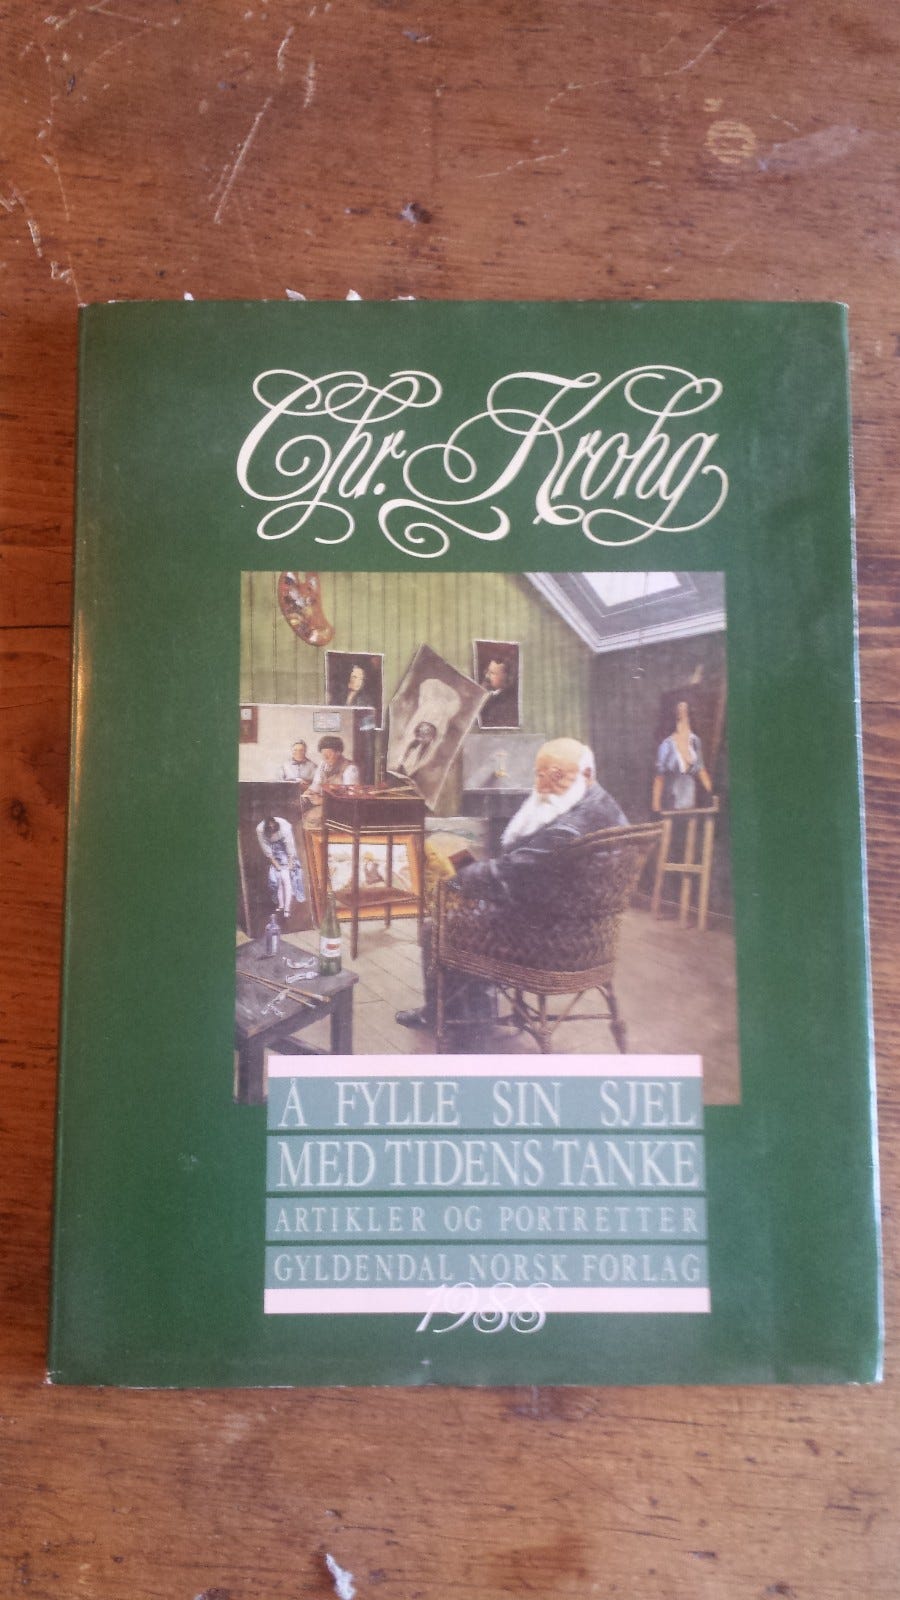 Chr. Krohg
Å FYLLE SIN SJEL
MED TIDENS TANKE
ARTIKLER OG PORTRETTER
GYLDENDAL NORSK FORLAG
1988